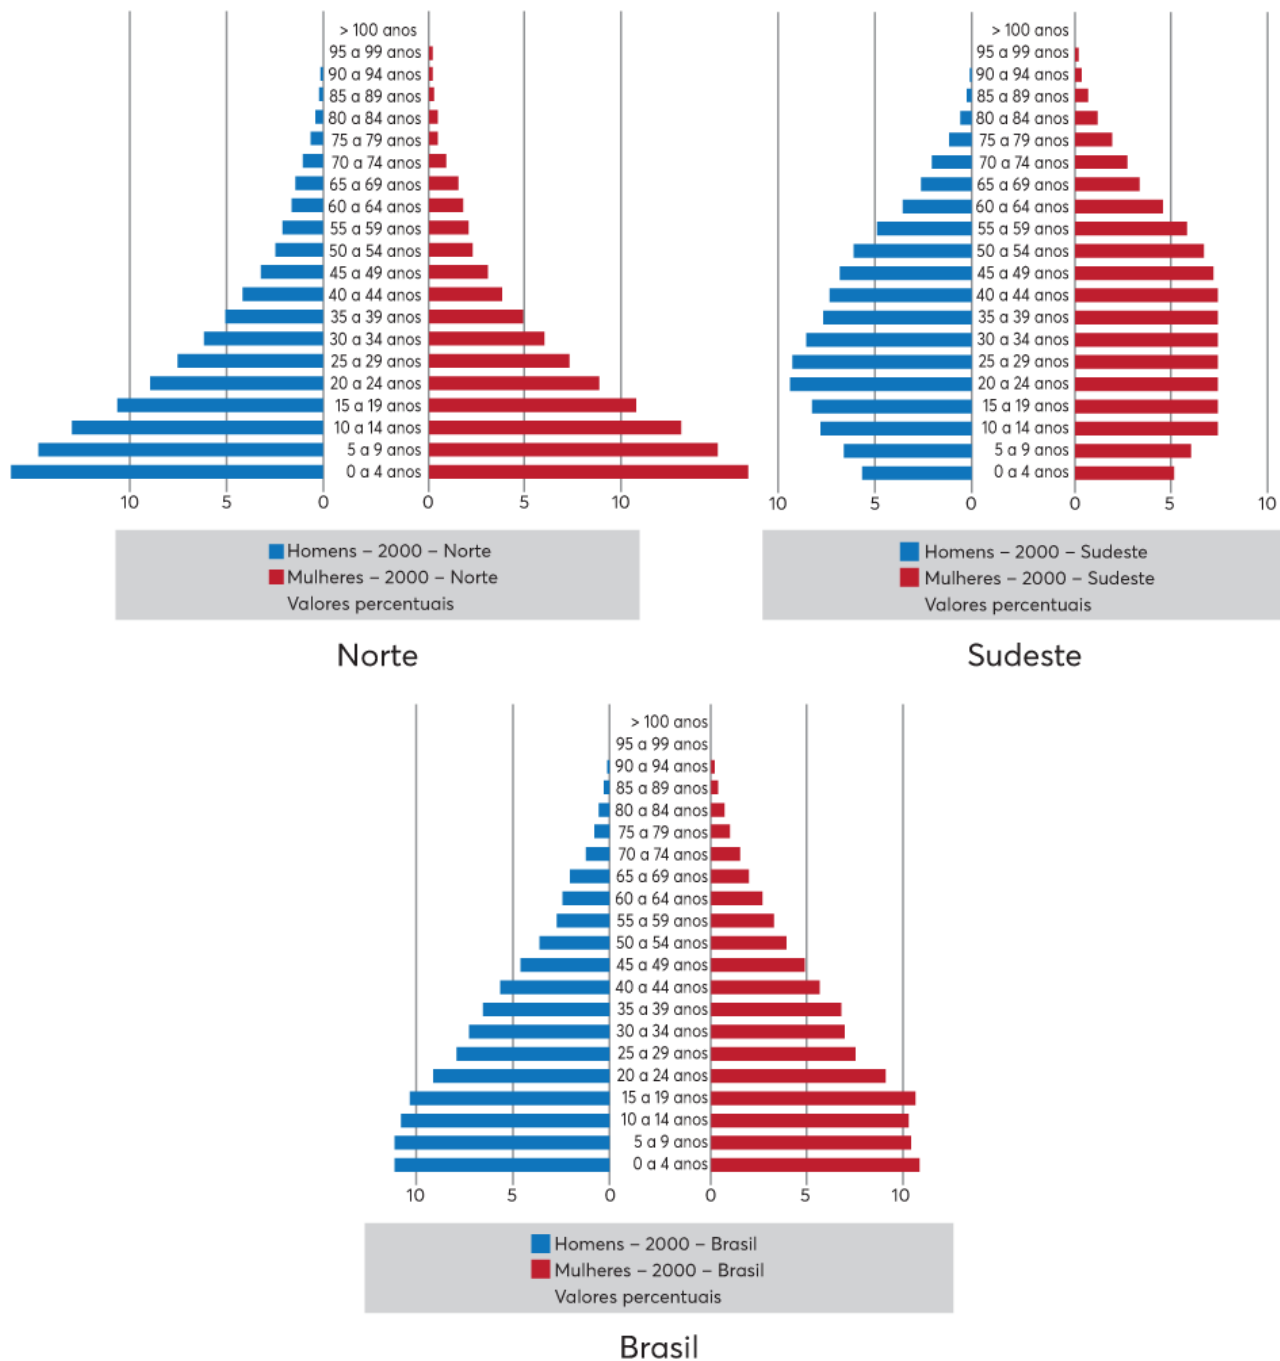 > 100 anos
95 a 99 anos
90 a 94 anos
85 a 89 anos
80 a 84 anos
75 a 79 anos
70 a 74 anos
65 a 69 anos
60 a 64 anos
55 a 59 anos
50 a 54 anos
45 a 49 anos
40 a 44 anos
35 a 39 anos
30 a 34 anos
25 a 29 anos
20 a 24 anos
15 a 19 anos
10 a 14 anos
5 a 9 anos
0 a 4 anos
10 5 0 0 5 10
Homens – 2000 – Norte
Mulheres – 2000 – Norte
Valores percentuais
Norte
> 100 anos
95 a 99 anos
90 a 94 anos
85 a 89 anos
80 a 84 anos
75 a 79 anos
70 a 74 anos
65 a 69 anos
60 a 64 anos
55 a 59 anos
50 a 54 anos
45 a 49 anos
40 a 44 anos
35 a 39 anos
30 a 34 anos
25 a 29 anos
20 a 24 anos
15 a 19 anos
10 a 14 anos
5 a 9 anos
0 a 4 anos
10 5 0 0 5 10
Homens – 2000 – Sudeste
Mulheres – 2000 – Sudeste
Valores percentuais
Sudeste
> 100 anos
95 a 99 anos
90 a 94 anos
85 a 89 anos
80 a 84 anos
75 a 79 anos
70 a 74 anos
65 a 69 anos
60 a 64 anos
55 a 59 anos
50 a 54 anos
45 a 49 anos
40 a 44 anos
35 a 39 anos
30 a 34 anos
25 a 29 anos
20 a 24 anos
15 a 19 anos
10 a 14 anos
5 a 9 anos
0 a 4 anos
10 5 0 0 5 10
Homens – 2000 – Brasil
Mulheres – 2000 – Brasil
Valores percentuais
Brasil